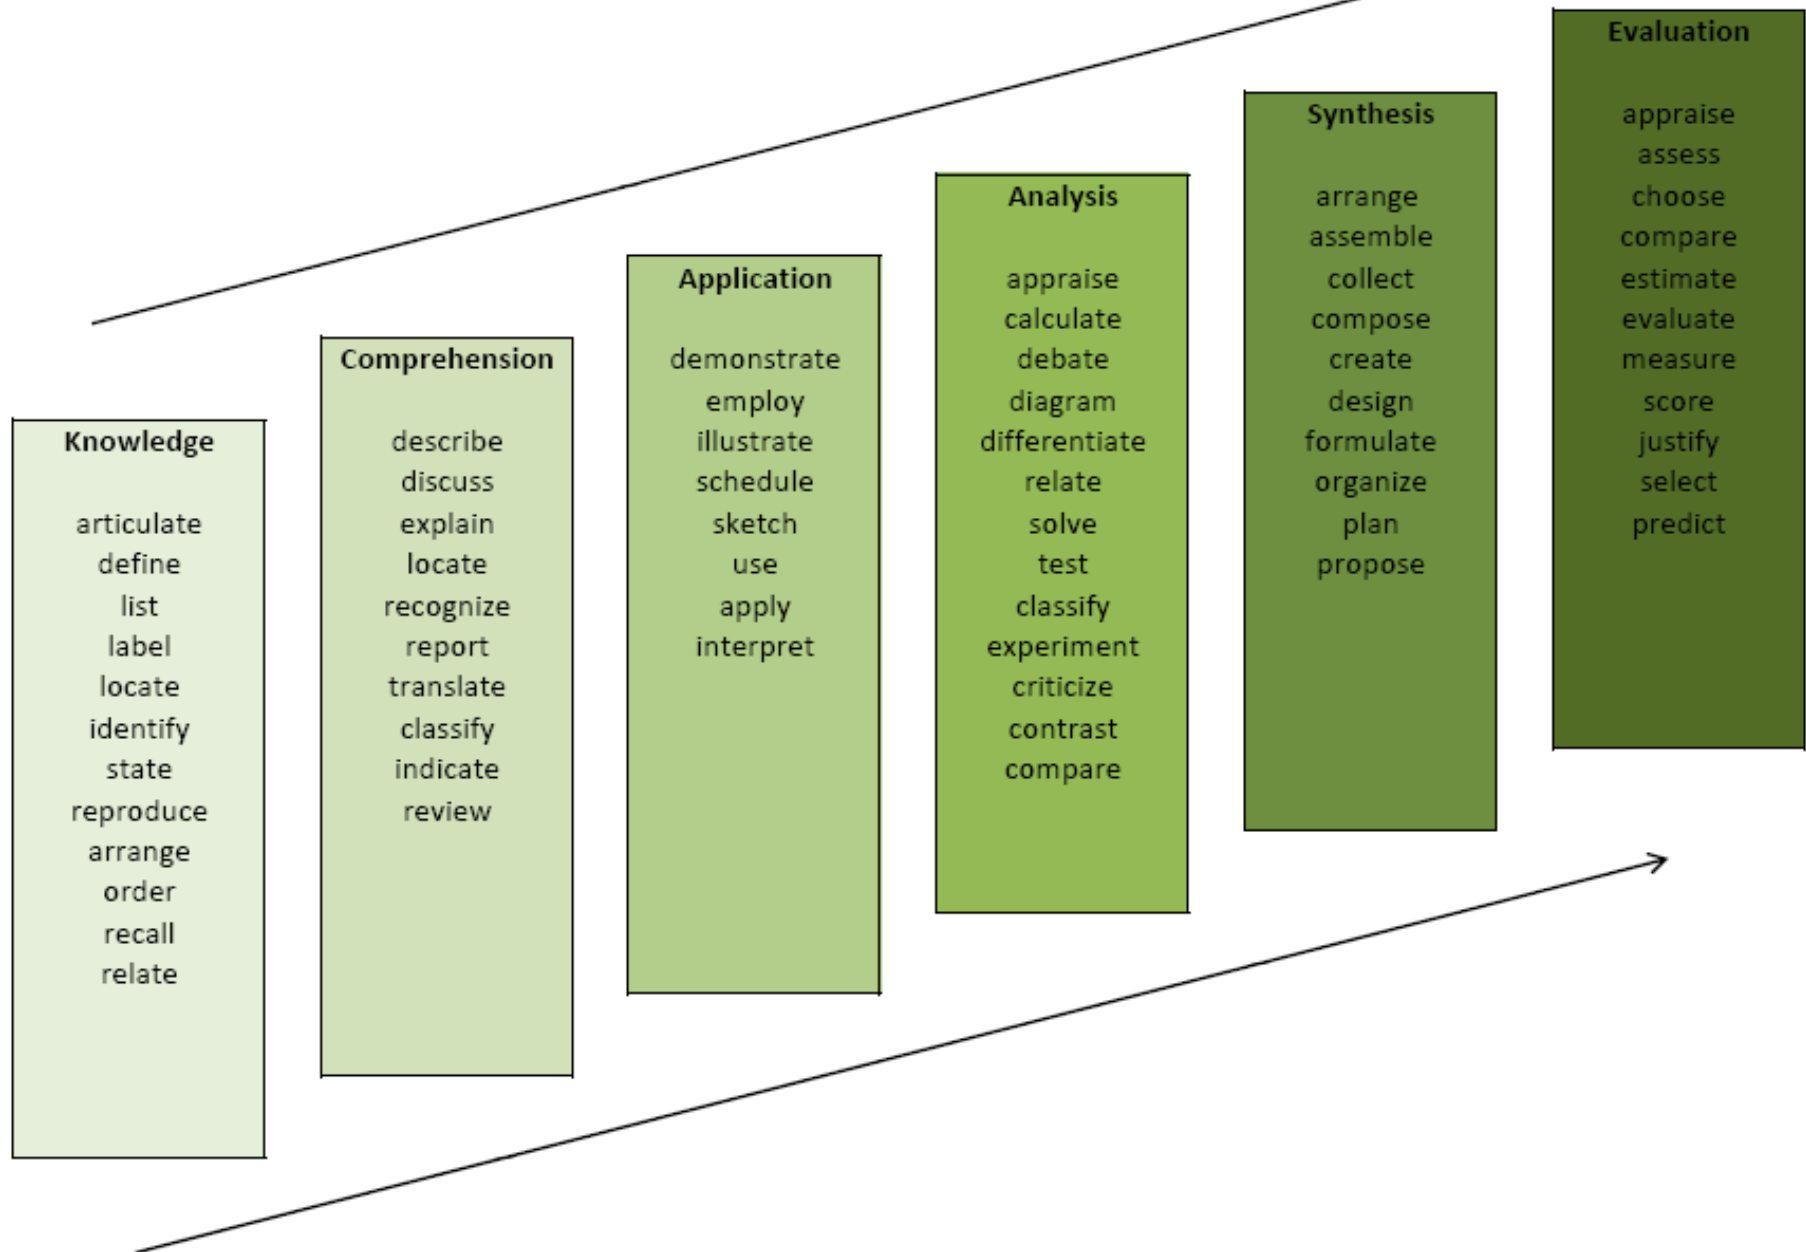 Knowledge
articulate
define
list
label
locate
identify
state
reproduce
arrange
order
recall
relate
Comprehension
describe
discuss
explain
locate
recognize
report
translate
classify
indicate
review
Application
demonstrate
employ
illustrate
schedule
sketch
use
apply
interpret
Analysis
appraise
calculate
debate
diagram
differentiate
relate
solve
test
classify
experiment
criticize
contrast
compare
Synthesis
arrange
assemble
collect
compose
create
design
formulate
organize
plan
propose
Evaluation
appraise
assess
choose
compare
estimate
evaluate
measure
score
justify
select
predict